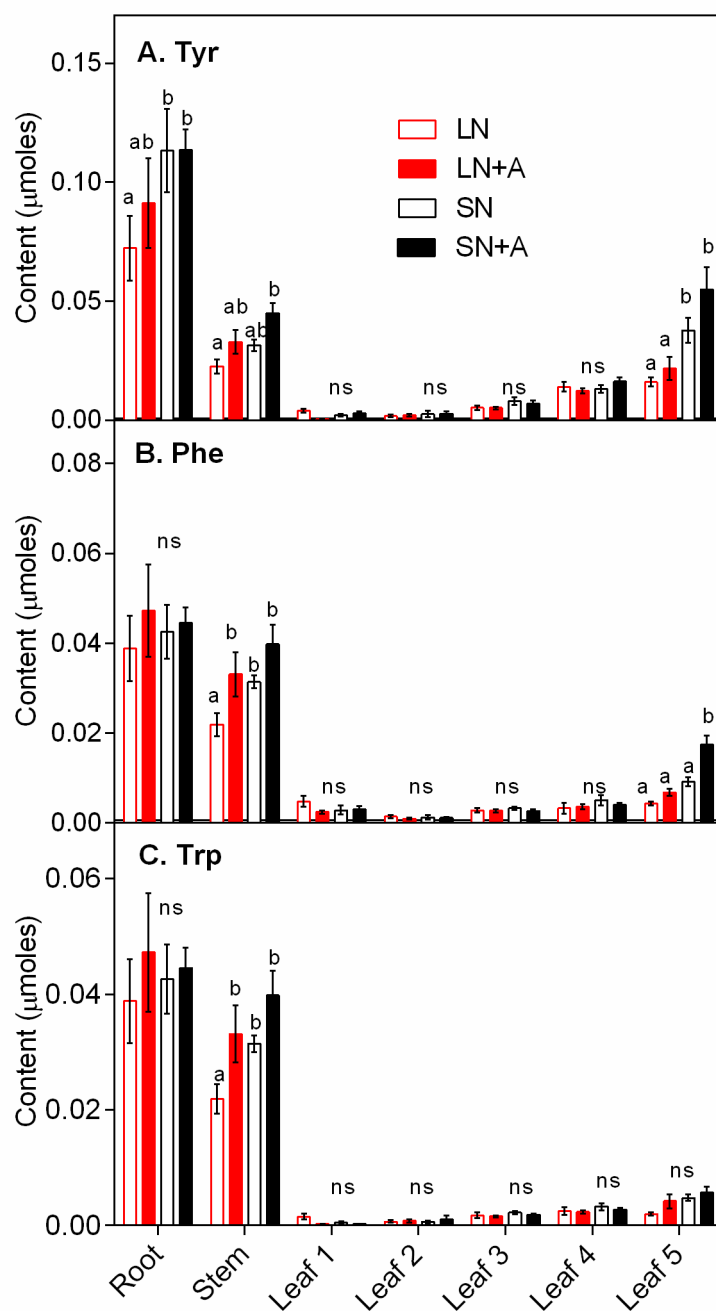 A. Tyr
Content (μmoles)
0.15
0.10
0.05
0.00
LN
LN+A
SN
SN+A
a ab b b
a ab ab b
ns
ns
ns
ns
a a b b
B. Phe
Content (μmoles)
0.08
0.06
0.04
0.02
0.00
ns
a b b b
ns
ns
ns
ns
a a a b
C. Trp
Content (μmoles)
0.06
0.04
0.02
0.00
ns
a b b b
ns
ns
ns
ns
ns
Root
Stem
Leaf 1
Leaf 2
Leaf 3
Leaf 4
Leaf 5